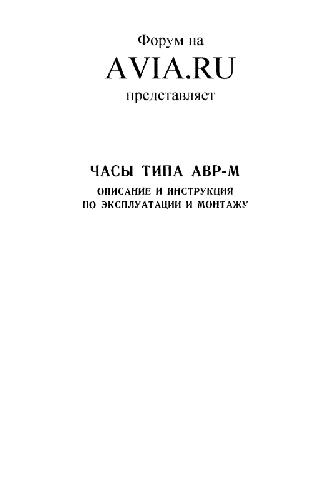 Форум на
AVIA.RU
представляет
ЧАСЫ ТИПА АВР-М
ОПИСАНИЕ И ИНСТРУКЦИЯ
ПО ЭКСПЛУАТАЦИИ И МОНТАЖУ